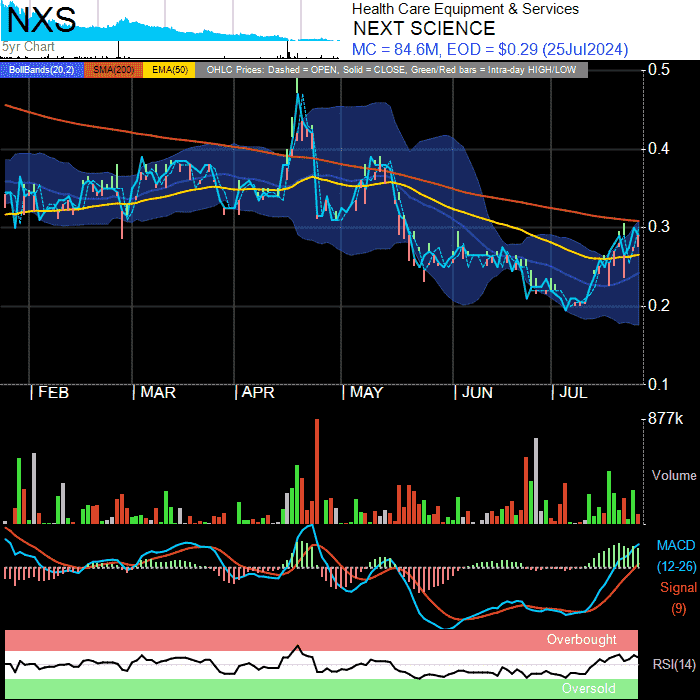 NXS
5yr Chart
Health Care Equipment & Services
NEXT SCIENCE
MC = 84.6M, EOD = $0.29 (25Jul2024)
BollBands(20,2) SMA(200) EMA(50) OHLC Prices: Dashed = OPEN, Solid = CLOSE, Green/Red bars = Intra-day HIGH/LOW
0.5
0.4
0.3
0.2
0.1
| FEB | MAR | APR | MAY | JUN | JUL
877k
Volume
MACD
(12-26)
Signal
(9)
Overbought
RSI(14)
Oversold